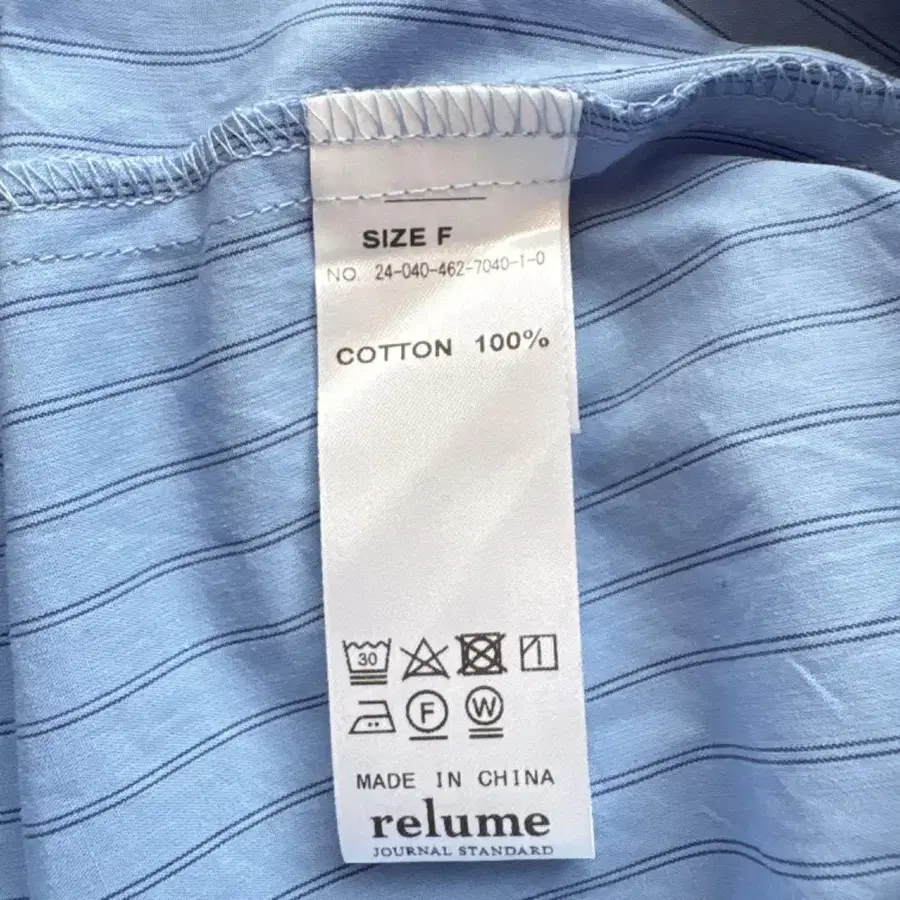 SIZE F
NO. 24-040-462-7040-1-0
COTTON 100%
30
F
W
MADE IN CHINA
relume
JOURNAL STANDARD